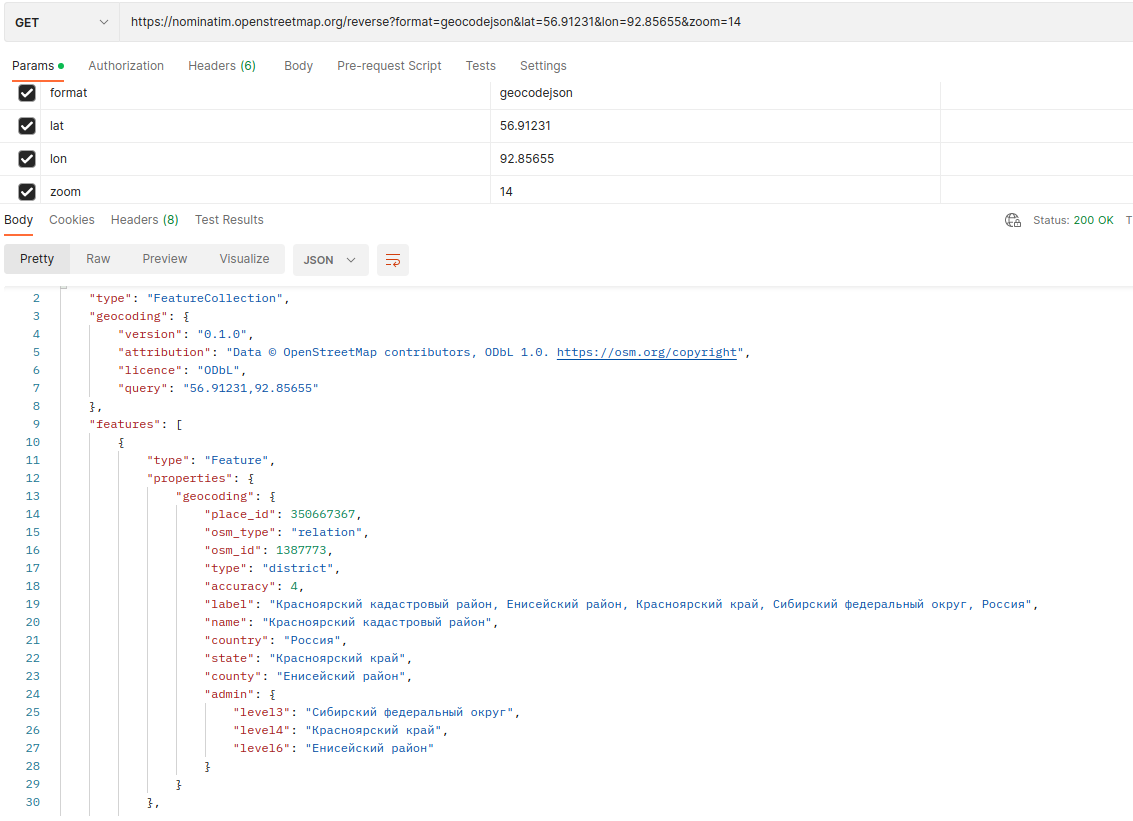 GET https://nominatim.openstreetmap.org/reverse?format=geocodejson&lat=56.91231&lon=92.85655&zoom=14
Params Authorization Headers (6) Body Pre-request Script Tests Settings
format geocodejson
lat 56.91231
lon 92.85655
zoom 14
Body Cookies Headers (8) Test Results Status: 200 OK T
Pretty Raw Preview Visualize JSON
2 "type": "FeatureCollection",
3 "geocoding": {
4 "version": "0.1.0",
5 "attribution": "Data © OpenStreetMap contributors, ODbL 1.0. https://osm.org/copyright",
6 "licence": "ODbL",
7 "query": "56.91231,92.85655"
8 },
9 "features": [
10 {
11 "type": "Feature",
12 "properties": {
13 "geocoding": {
14 "place_id": 350667367,
15 "osm_type": "relation",
16 "osm_id": 1387773,
17 "type": "district",
18 "accuracy": 4,
19 "label": "Красноярский кадастровый район, Енисейский район, Красноярский край, Сибирский федеральный округ, Россия",
20 "name": "Красноярский кадастровый район",
21 "country": "Россия",
22 "state": "Красноярский край",
23 "county": "Енисейский район",
24 "admin": {
25 "level3": "Сибирский федеральный округ",
26 "level4": "Красноярский край",
27 "level6": "Енисейский район"
28 }
29 }
30 },